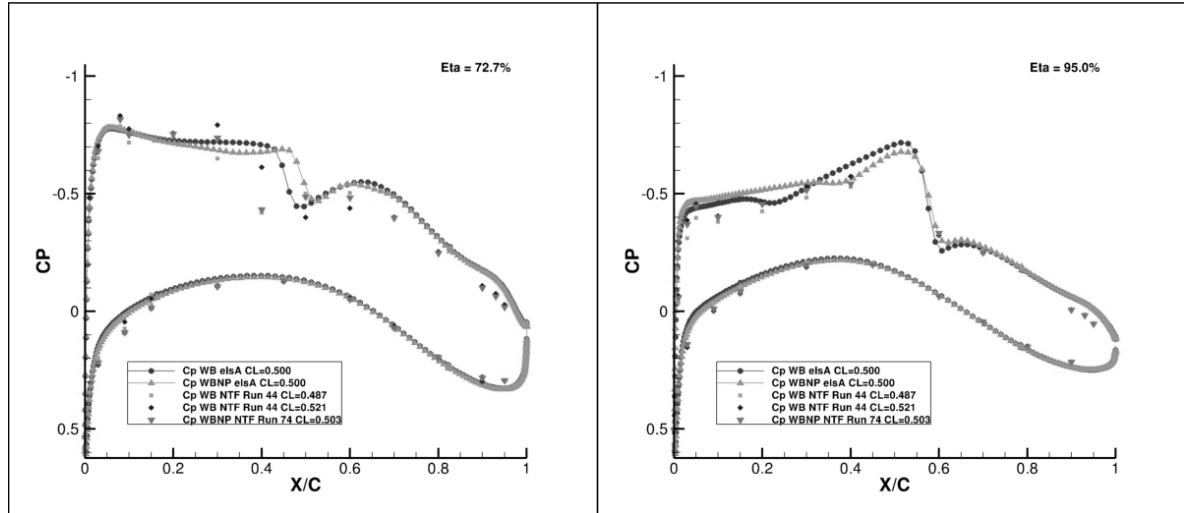 Eta = 72.7%
-1
-0.5
0
0.5
CP
Cp WB elsA CL=0.500
Cp WBNP elsA CL=0.500
Cp WB NTF Run 44 CL=0.487
Cp WB NTF Run 44 CL=0.521
Cp WBNP NTF Run 74 CL=0.503
0 0.2 0.4 0.6 0.8 1
X/C
Eta = 95.0%
-1
-0.5
0
0.5
CP
Cp WB elsA CL=0.500
Cp WBNP elsA CL=0.500
Cp WB NTF Run 44 CL=0.487
Cp WB NTF Run 44 CL=0.521
Cp WBNP NTF Run 74 CL=0.503
0 0.2 0.4 0.6 0.8 1
X/C